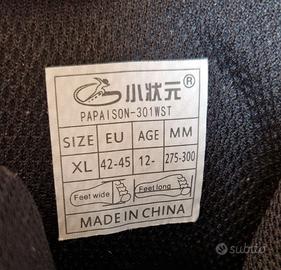 小状元®
PAPAISON-301WST
SIZE EU AGE MM
XL 42-45 12- 275-300
Feet wide Feet long
MADE IN CHINA
subito